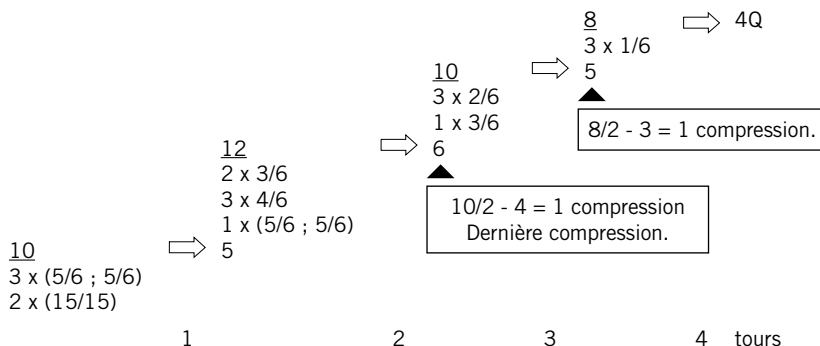 8
3 x 1/6
5
4Q
8/2 - 3 = 1 compression.
10
3 x 2/6
1 x 3/6
6
10/2 - 4 = 1 compression
Dernière compression.
12
2 x 3/6
3 x 4/6
1 x (5/6 ; 5/6)
5
10
3 x (5/6 ; 5/6)
2 x (15/15)
1 2 3 4 tours